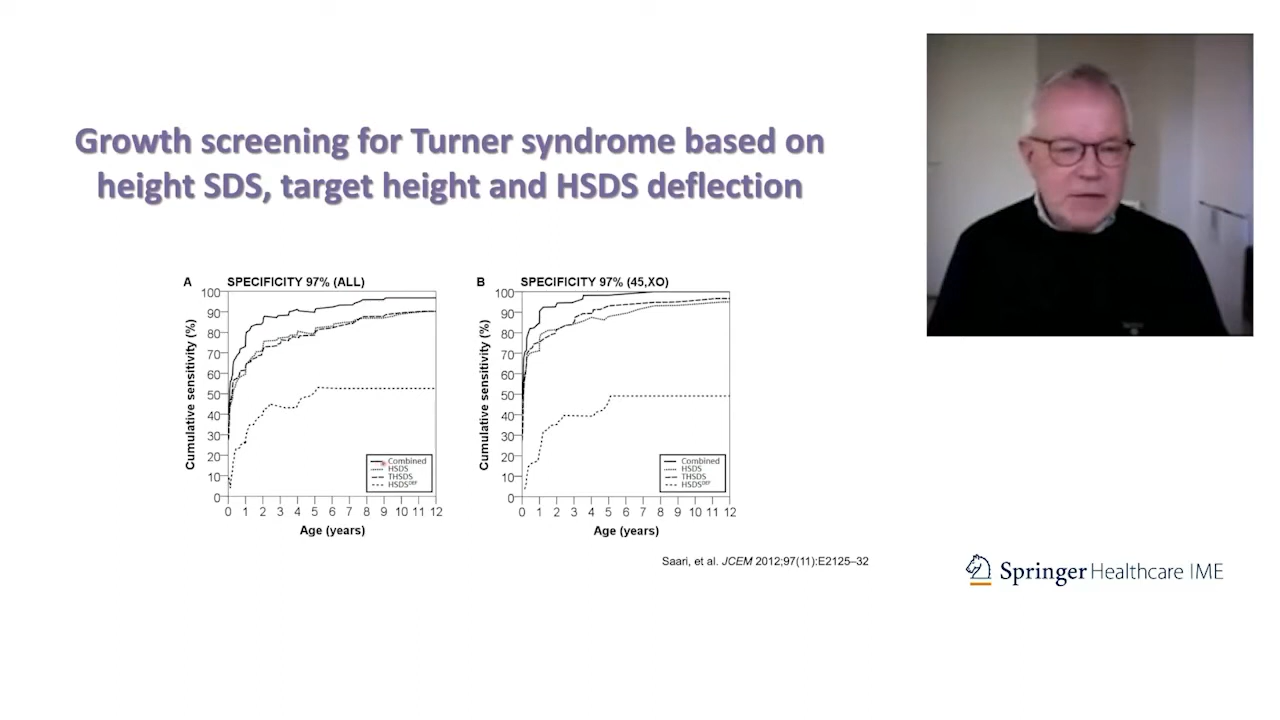 Growth screening for Turner syndrome based on
height SDS, target height and HSDS deflection
A SPECIFICITY 97% (ALL)
Cumulative sensitivity (%)
100
90
80
70
60
50
40
30
20
10
0
Combined
HSDS
THSDS
HSDSDEF
0 1 2 3 4 5 6 7 8 9 10 11 12
Age (years)
B SPECIFICITY 97% (45,XO)
Cumulative sensitivity (%)
100
90
80
70
60
50
40
30
20
10
0
Combined
HSDS
THSDS
HSDSDEF
0 1 2 3 4 5 6 7 8 9 10 11 12
Age (years)
Saari, et al. JCEM 2012;97(11):E2125–32
Springer Healthcare IME